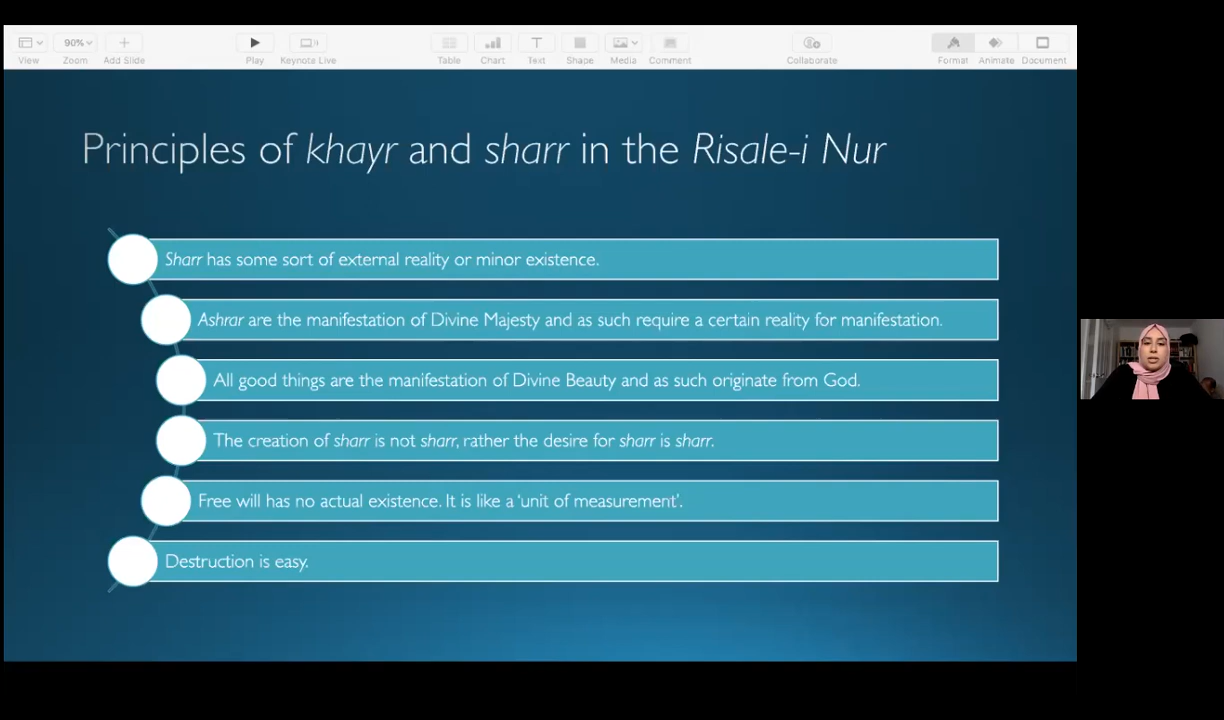 90%
View
Zoom
Add Slide
Play
Keynote Live
Table
Chart
Text
Shape
Media
Comment
Collaborate
Format
Animate
Document
Principles of khayr and sharr in the Risale-i Nur
Sharr has some sort of external reality or minor existence.
Ashrar are the manifestation of Divine Majesty and as such require a certain reality for manifestation.
All good things are the manifestation of Divine Beauty and as such originate from God.
The creation of sharr is not sharr, rather the desire for sharr is sharr.
Free will has no actual existence. It is like a ‘unit of measurement’.
Destruction is easy.